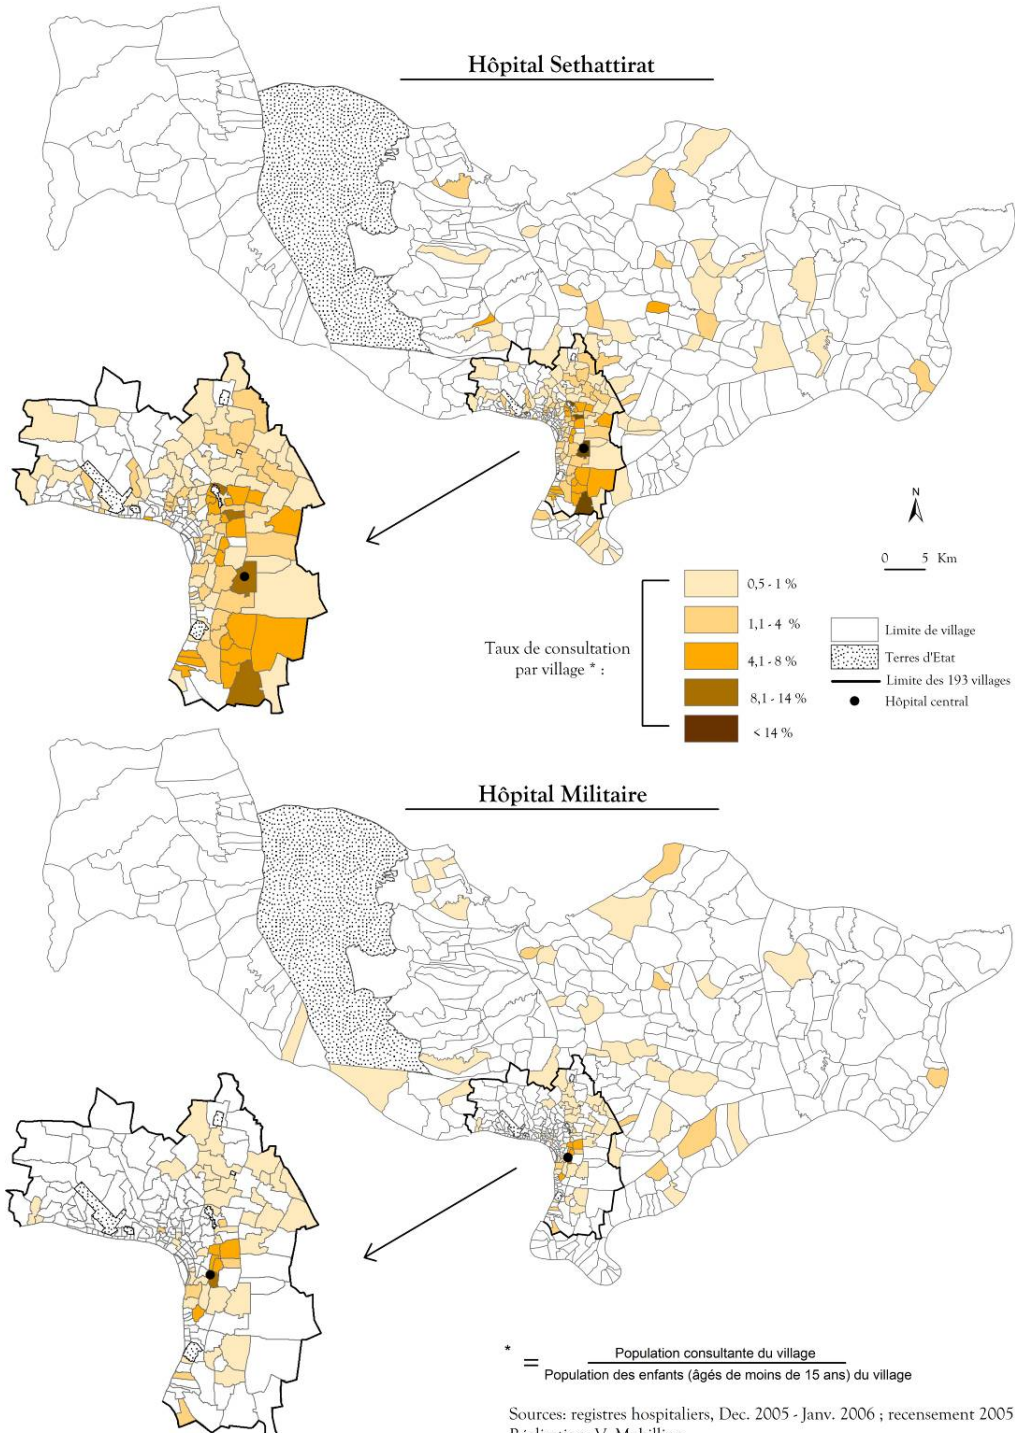 Hôpital Sethattirat
N
0 5 Km
Taux de consultation
par village * :
0,5 - 1 %
1,1 - 4 %
4,1 - 8 %
8,1 - 14 %
< 14 %
Limite de village
Terres d'Etat
Limite des 193 villages
Hôpital central
Hôpital Militaire
* = Population consultante du village
Population des enfants (âgés de moins de 15 ans) du village
Sources: registres hospitaliers, Dec. 2005 - Janv. 2006 ; recensement 2005